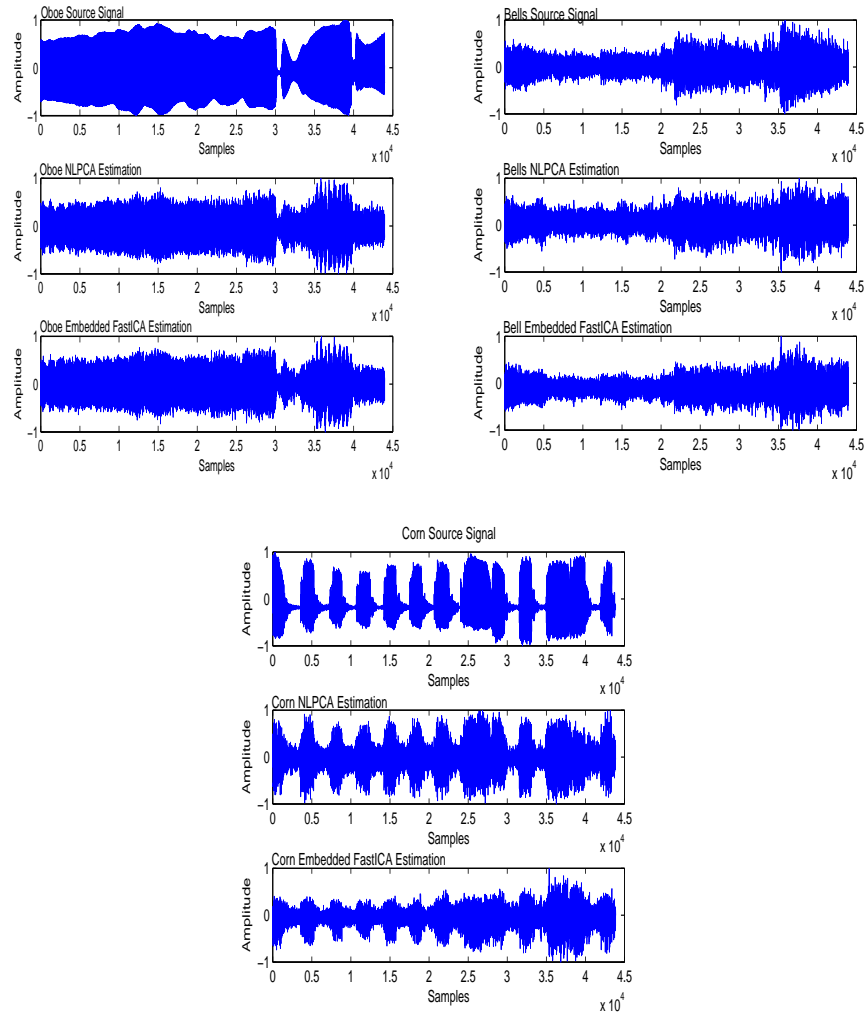 Oboe Source Signal
1
0
−1
Amplitude
0 0.5 1 1.5 2 2.5 3 3.5 4 4.5
Samples
x 10^4
Oboe NLPCA Estimation
1
0
−1
Amplitude
0 0.5 1 1.5 2 2.5 3 3.5 4 4.5
Samples
x 10^4
Oboe Embedded FastICA Estimation
1
0
−1
Amplitude
0 0.5 1 1.5 2 2.5 3 3.5 4 4.5
Samples
x 10^4
Bells Source Signal
1
0
−1
Amplitude
0 0.5 1 1.5 2 2.5 3 3.5 4 4.5
Samples
x 10^4
Bells NLPCA Estimation
1
0
−1
Amplitude
0 0.5 1 1.5 2 2.5 3 3.5 4 4.5
Samples
x 10^4
Bell Embedded FastICA Estimation
1
0
−1
Amplitude
0 0.5 1 1.5 2 2.5 3 3.5 4 4.5
Samples
x 10^4
Corn Source Signal
1
0
−1
Amplitude
0 0.5 1 1.5 2 2.5 3 3.5 4 4.5
Samples
x 10^4
Corn NLPCA Estimation
1
0
−1
Amplitude
0 0.5 1 1.5 2 2.5 3 3.5 4 4.5
Samples
x 10^4
Corn Embedded FastICA Estimation
1
0
−1
Amplitude
0 0.5 1 1.5 2 2.5 3 3.5 4 4.5
Samples
x 10^4